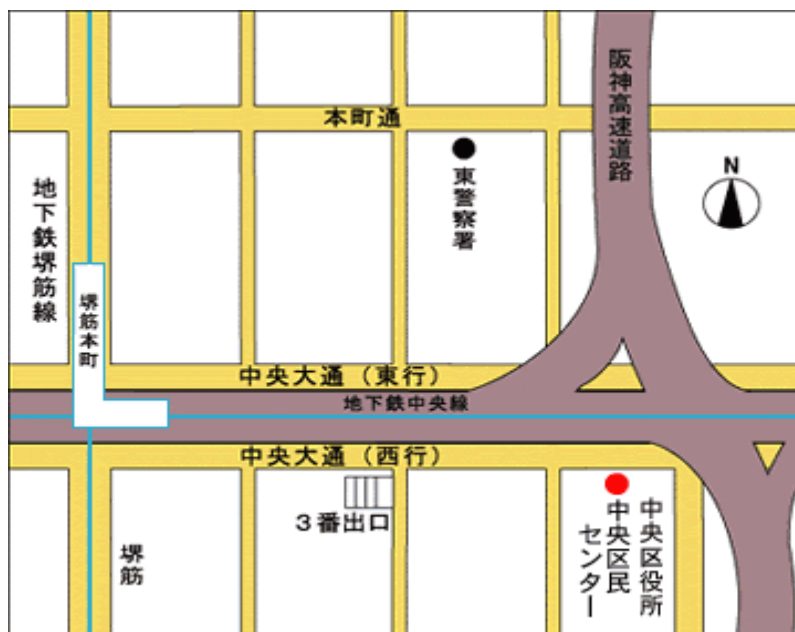 阪神高速道路
本町通
N
東警察署
地下鉄堺筋線
堺筋本町
中央大通（東行）
地下鉄中央線
中央大通（西行）
3番出口
堺筋
中央区役所
中央区民
センター